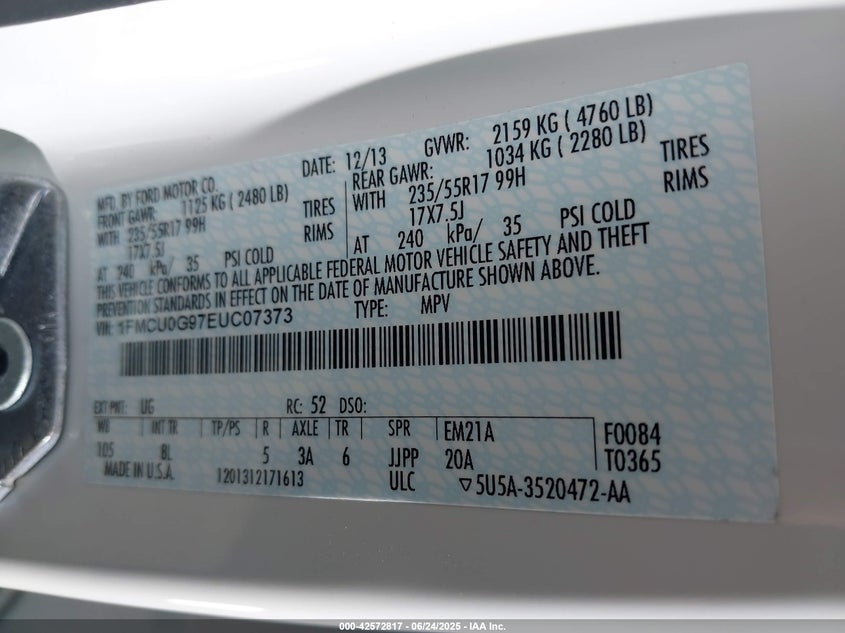 MFD. BY FORD MOTOR CO. DATE: 12/13 GVWR: 2159 KG ( 4760 LB)
FRONT GAWR: 1125 KG ( 2480 LB) REAR GAWR: 1034 KG ( 2280 LB)
WITH 235/55R17 99H TIRES WITH 235/55R17 99H TIRES
17X7.5J RIMS 17X7.5J RIMS
AT 240 kPa/ 35 PSI COLD AT 240 kPa/ 35 PSI COLD
THIS VEHICLE CONFORMS TO ALL APPLICABLE FEDERAL MOTOR VEHICLE SAFETY AND THEFT
PREVENTION STANDARDS IN EFFECT ON THE DATE OF MANUFACTURE SHOWN ABOVE.
VIN: 1FMCU0G97EUC07373 TYPE: MPV
EXT PNT: UG RC: 52 DSO:
WB INT TR TP/PS R AXLE TR SPR EM21A F0084
105 8L 5 3A 6 JJPP 20A T0365
MADE IN U.S.A. 1201312171613 ULC ▽5U5A-3520472-AA
000-42572817 - 06/24/2025 - IAA Inc.